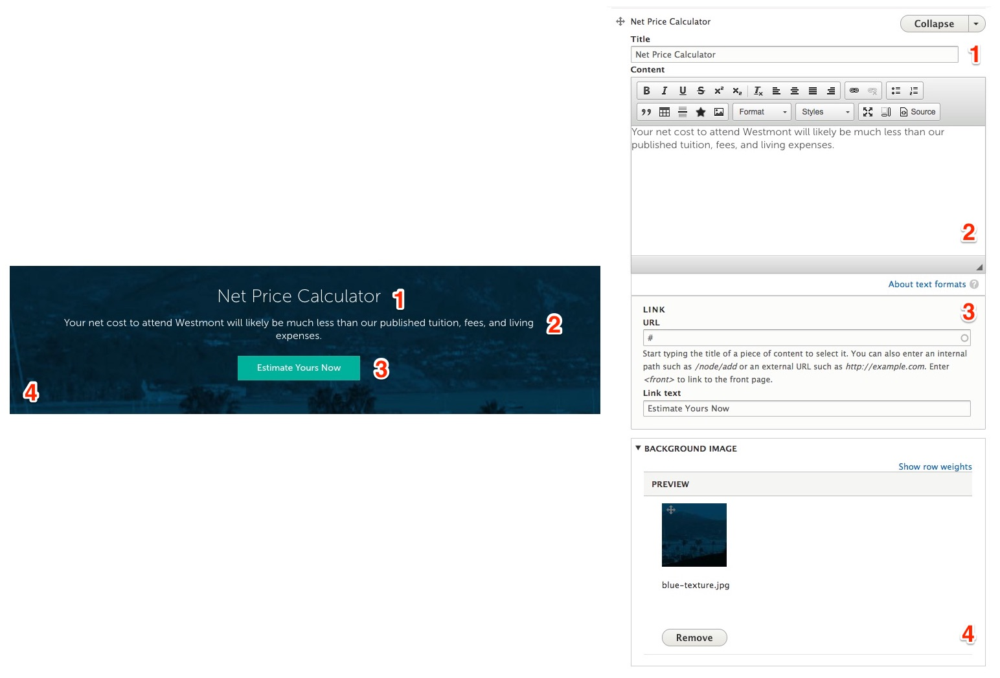 Net Price Calculator 1
Your net cost to attend Westmont will likely be much less than our published tuition, fees, and living 2
expenses.
Estimate Yours Now 3
4
Net Price Calculator
Collapse
Title
Net Price Calculator 1
Content
B I U S x² x₂ Tx
Format Styles Source
Your net cost to attend Westmont will likely be much less than our
published tuition, fees, and living expenses.
2
About text formats ?
LINK 3
URL
#
Start typing the title of a piece of content to select it. You can also enter an internal
path such as /node/add or an external URL such as http://example.com. Enter
<front> to link to the front page.
Link text
Estimate Yours Now
BACKGROUND IMAGE
Show row weights
PREVIEW
blue-texture.jpg
Remove 4